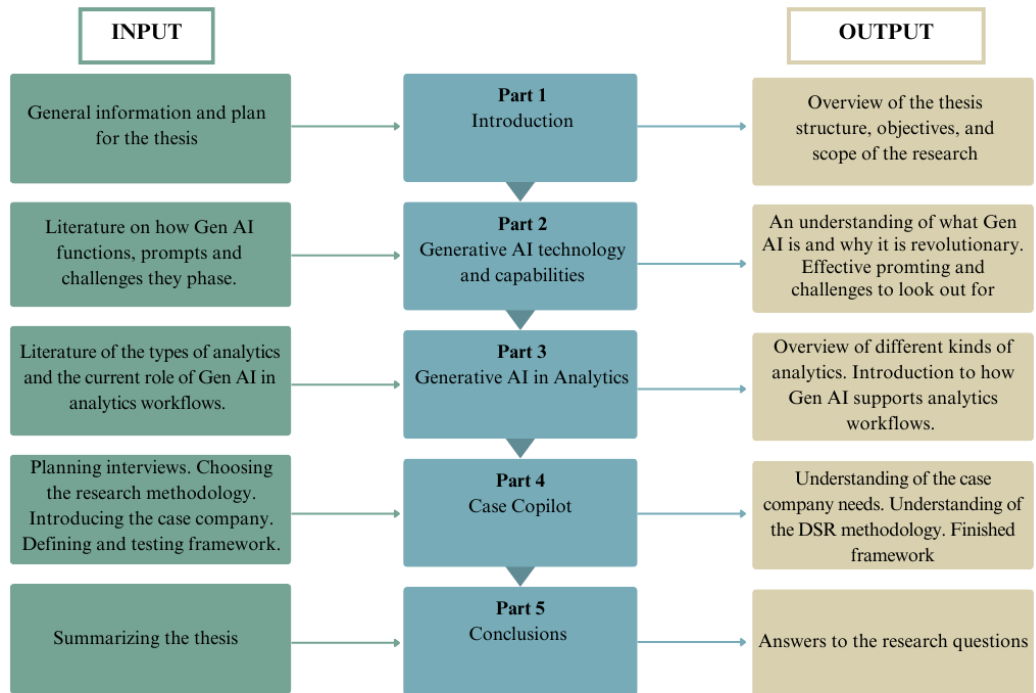 INPUT
OUTPUT
General information and plan
for the thesis
Part 1
Introduction
Overview of the thesis
structure, objectives, and
scope of the research
Literature on how Gen AI
functions, prompts and
challenges they phase.
Part 2
Generative AI technology
and capabilities
An understanding of what Gen
AI is and why it is revolutionary.
Effective promting and
challenges to look out for
Literature of the types of analytics
and the current role of Gen AI in
analytics workflows.
Part 3
Generative AI in Analytics
Overview of different kinds of
analytics. Introduction to how
Gen AI supports analytics
workflows.
Planning interviews. Choosing
the research methodology.
Introducing the case company.
Defining and testing framework.
Part 4
Case Copilot
Understanding of the case
company needs. Understanding of
the DSR methodology. Finished
framework
Summarizing the thesis
Part 5
Conclusions
Answers to the research questions